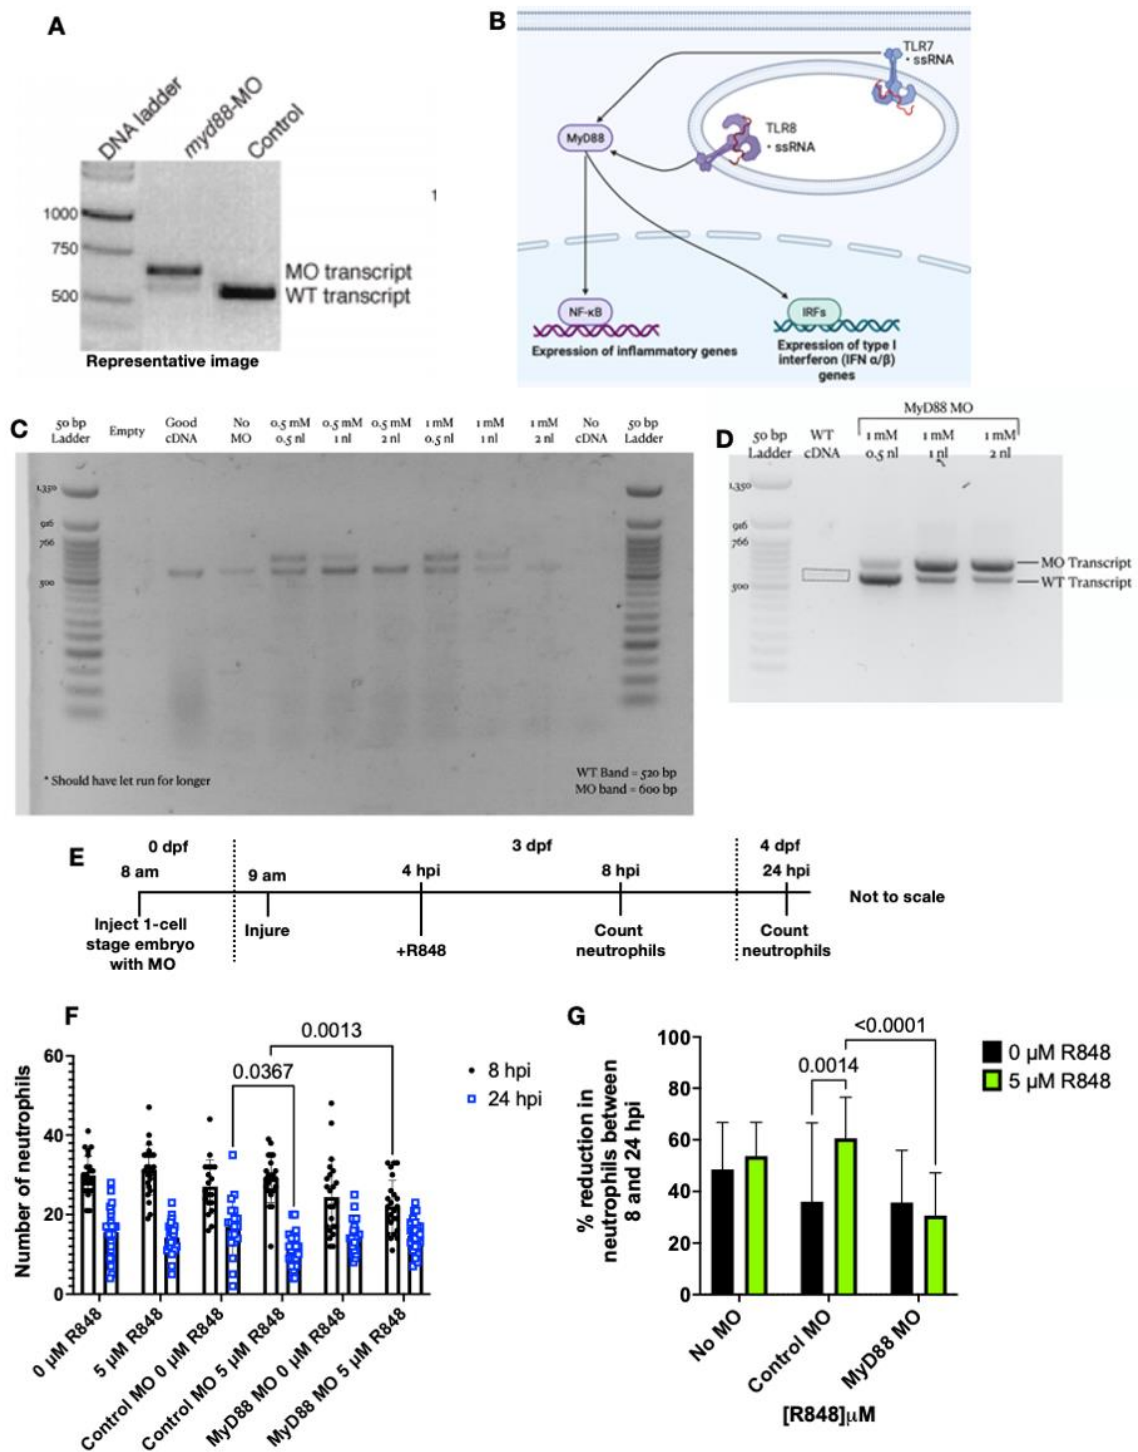 A
DNA ladder
myd88-MO
Control
1000
750
500
MO transcript
WT transcript
Representative image
1
B
TLR7
• ssRNA
MyD88
TLR8
• ssRNA
NF-κB
IRFs
Expression of inflammatory genes
Expression of type I
interferon (IFN α/β)
genes
C
50 bp
Ladder
Empty
Good
cDNA
No
MO
0.5 mM
0.5 nl
0.5 mM
1 nl
0.5 mM
2 nl
1 mM
0.5 nl
1 mM
1 nl
1 mM
2 nl
No
cDNA
50 bp
Ladder
1,350
916
766
500
* Should have let run for longer
WT Band = 520 bp
MO band = 600 bp
D
MyD88 MO
50 bp
Ladder
WT
cDNA
1 mM
0.5 nl
1 mM
1 nl
1 mM
2 nl
1,350
916
766
500
MO Transcript
WT Transcript
E
0 dpf
3 dpf
4 dpf
8 am
9 am
4 hpi
8 hpi
24 hpi
Not to scale
Inject 1-cell
stage embryo
with MO
Injure
+R848
Count
neutrophils
Count
neutrophils
F
0.0013
0.0367
8 hpi
24 hpi
Number of neutrophils
60
40
20
0
0 µM R848
5 µM R848
Control MO 0 µM R848
Control MO 5 µM R848
MyD88 MO 0 µM R848
MyD88 MO 5 µM R848
G
<0.0001
0.0014
0 µM R848
5 µM R848
% reduction in
neutrophils between
8 and 24 hpi
100
80
60
40
20
0
No MO
Control MO
MyD88 MO
[R848]µM